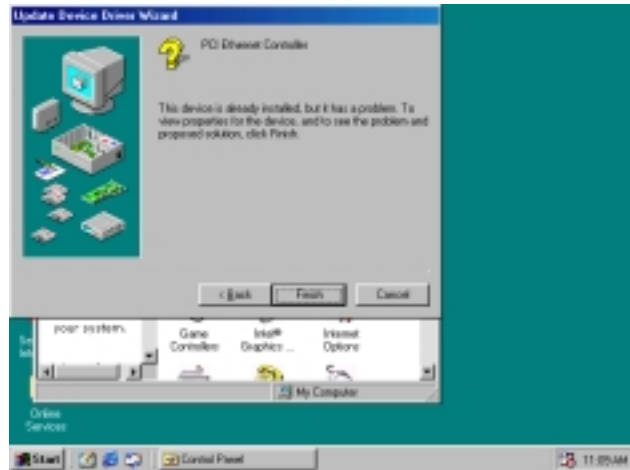 Update Device Driver Wizard
PCI Ethernet Controller
This device is already installed, but it has a problem. To
view properties for the device, and to see the problem and
proposed solution, click Finish.
< Back
Finish
Cancel
your system.
Game
Controllers
Intel®
Graphics ...
Internet
Options
My Computer
Online
Services
Start
Control Panel
11:05 AM